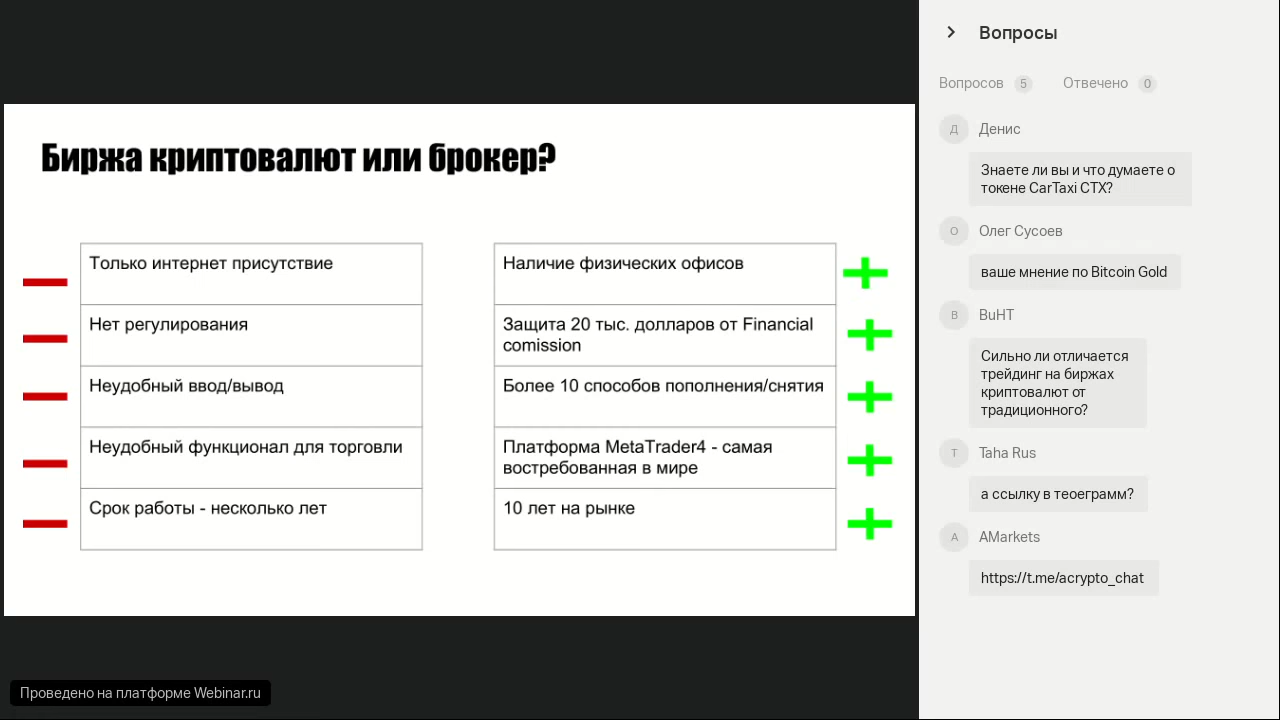 Биржа криптовалют или брокер?
Только интернет присутствие
Нет регулирования
Неудобный ввод/вывод
Неудобный функционал для торговли
Срок работы - несколько лет
Наличие физических офисов
Защита 20 тыс. долларов от Financial
comission
Более 10 способов пополнения/снятия
Платформа MetaTrader4 - самая
востребованная в мире
10 лет на рынке
Проведено на платформе Webinar.ru
Вопросы
Вопросов 5 Отвечено 0
Д Денис
Знаете ли вы и что думаете о
токене CarTaxi CTX?
О Олег Сусоев
ваше мнение по Bitcoin Gold
B BuHT
Сильно ли отличается
трейдинг на биржах
криптовалют от
традиционного?
T Taha Rus
а ссылку в теоеграмм?
A AMarkets
https://t.me/acrypto_chat